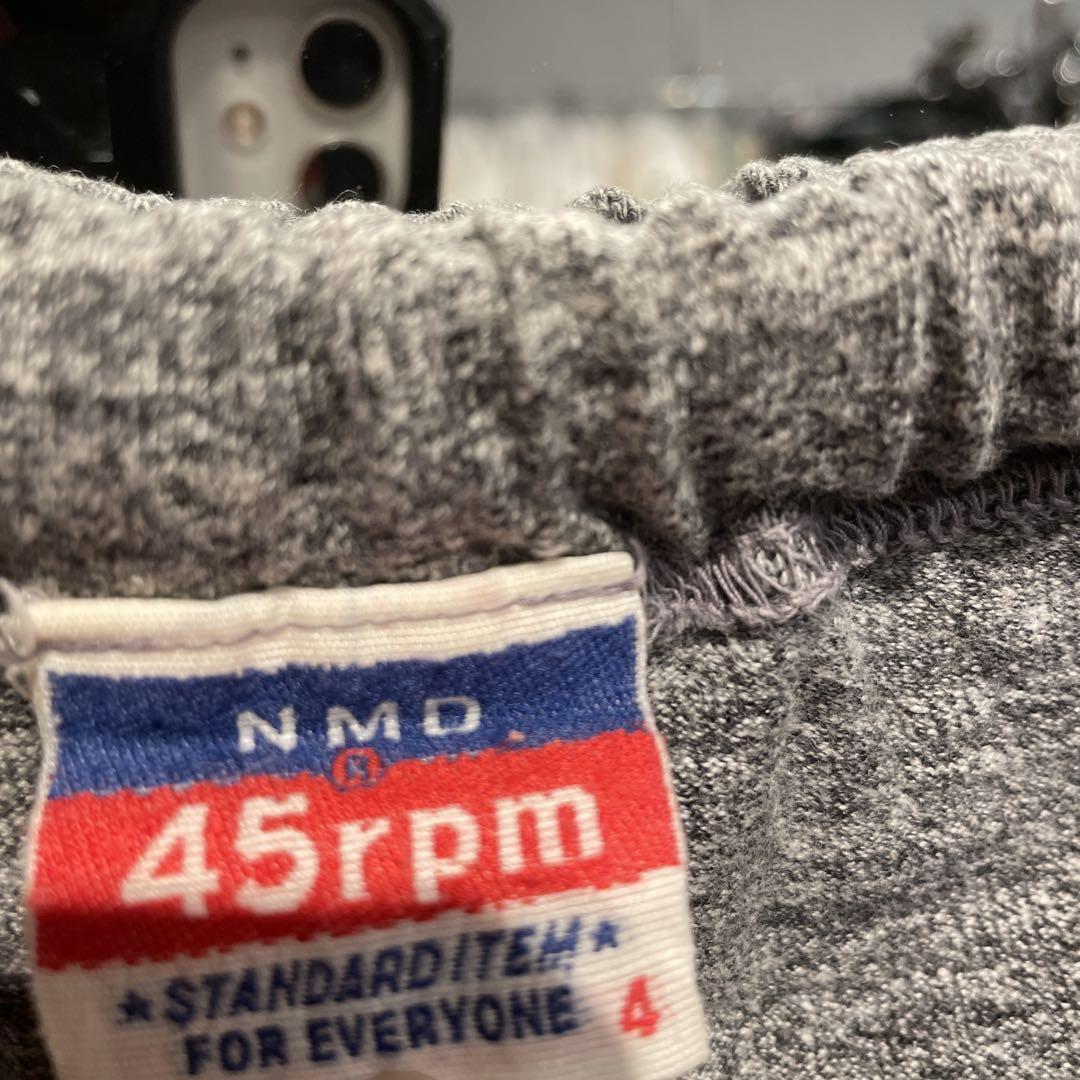 NMD
®
45rpm
★STANDARD ITEM★
FOR EVERYONE 4